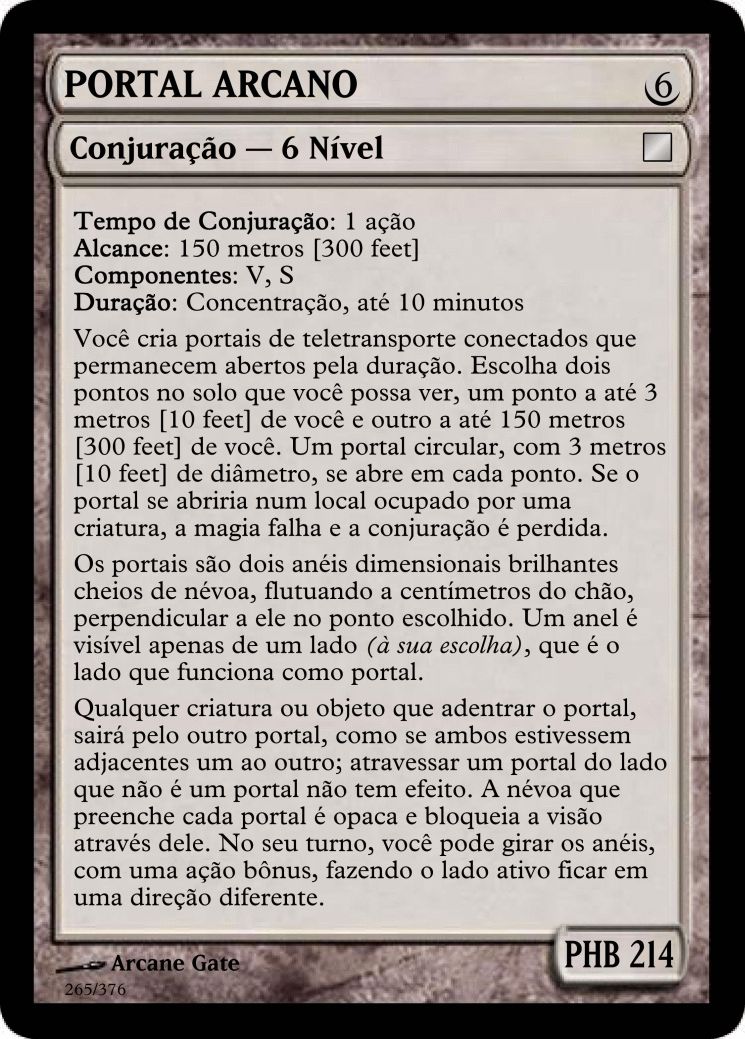 PORTAL ARCANO 6
Conjuração — 6 Nível
Tempo de Conjuração: 1 ação
Alcance: 150 metros [300 feet]
Componentes: V, S
Duração: Concentração, até 10 minutos
Você cria portais de teletransporte conectados que
permanecem abertos pela duração. Escolha dois
pontos no solo que você possa ver, um ponto a até 3
metros [10 feet] de você e outro a até 150 metros
[300 feet] de você. Um portal circular, com 3 metros
[10 feet] de diâmetro, se abre em cada ponto. Se o
portal se abriria num local ocupado por uma
criatura, a magia falha e a conjuração é perdida.
Os portais são dois anéis dimensionais brilhantes
cheios de névoa, flutuando a centímetros do chão,
perpendicular a ele no ponto escolhido. Um anel é
visível apenas de um lado (à sua escolha), que é o
lado que funciona como portal.
Qualquer criatura ou objeto que adentrar o portal,
sairá pelo outro portal, como se ambos estivessem
adjacentes um ao outro; atravessar um portal do lado
que não é um portal não tem efeito. A névoa que
preenche cada portal é opaca e bloqueia a visão
através dele. No seu turno, você pode girar os anéis,
com uma ação bônus, fazendo o lado ativo ficar em
uma direção diferente.
PHB 214
Arcane Gate
265/376